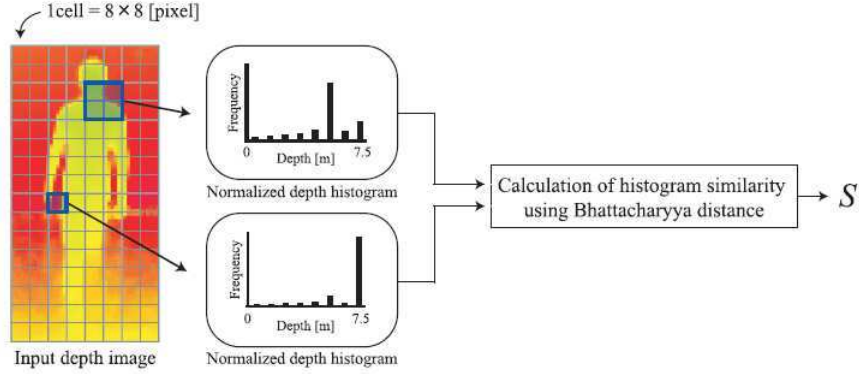 1cell = 8 × 8 [pixel]
Input depth image
Frequency
0
7.5
Depth [m]
Normalized depth histogram
Frequency
0
7.5
Depth [m]
Normalized depth histogram
Calculation of histogram similarity
using Bhattacharyya distance
S